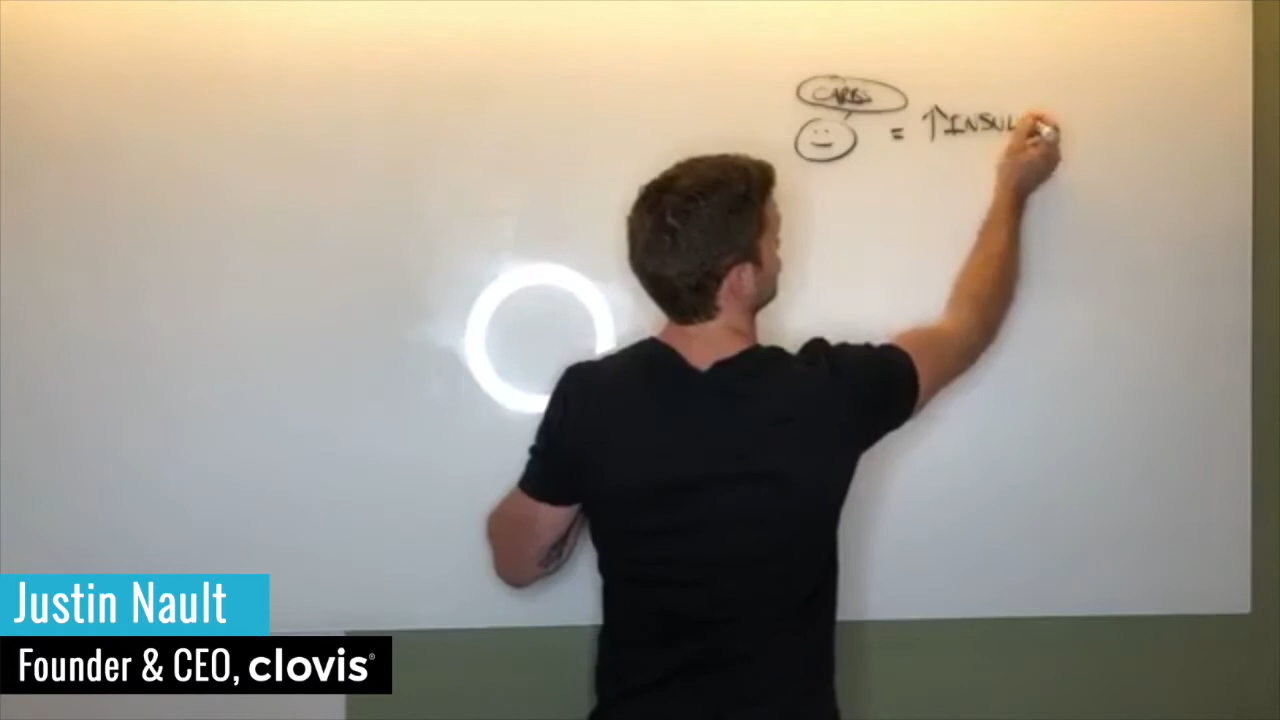 CARBS
= ↑INSUL
Justin Nault
Founder & CEO, clovis®